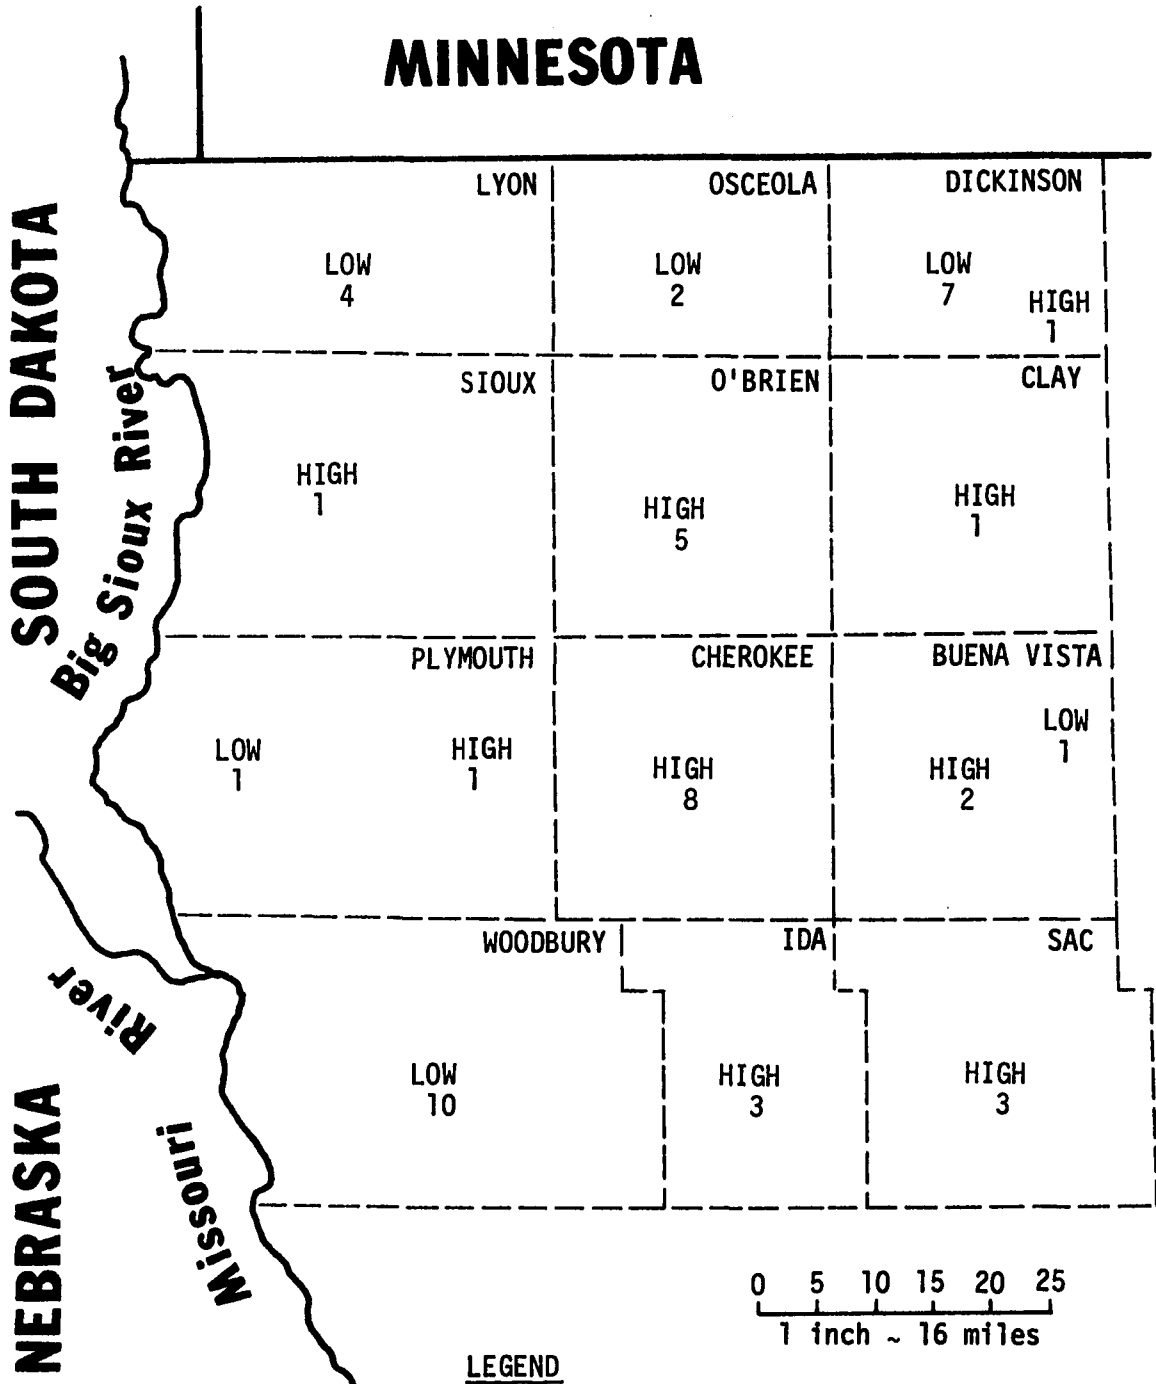 MINNESOTA
SOUTH DAKOTA
Big Sioux River
LYON
LOW
4
OSCEOLA
LOW
2
DICKINSON
LOW
7
HIGH
1
SIOUX
HIGH
1
O'BRIEN
HIGH
5
CLAY
HIGH
1
PLYMOUTH
LOW
1
HIGH
1
CHEROKEE
HIGH
8
BUENA VISTA
LOW
1
HIGH
2
WOODBURY
LOW
10
IDA
HIGH
3
SAC
HIGH
3
Missouri River
NEBRASKA
0 5 10 15 20 25
1 inch ~ 16 miles
LEGEND